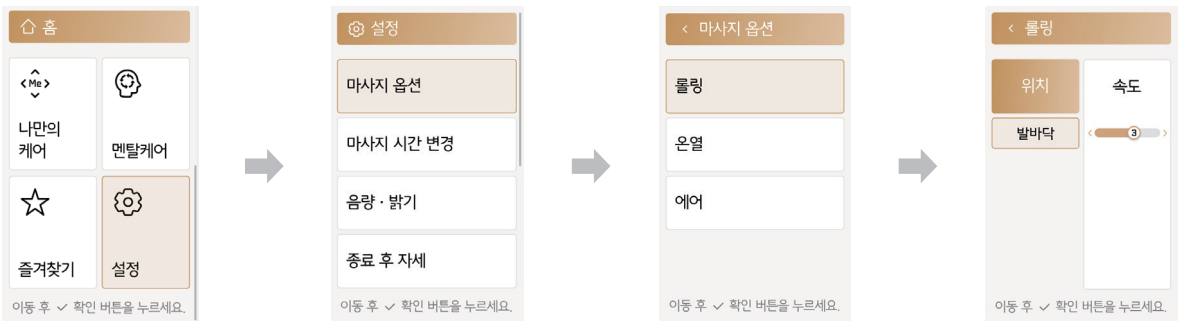 홈
Me
나만의
케어
멘탈케어
즐겨찾기
설정
이동 후 ✓ 확인 버튼을 누르세요.
설정
마사지 옵션
마사지 시간 변경
음량 · 밝기
종료 후 자세
이동 후 ✓ 확인 버튼을 누르세요.
< 마사지 옵션
롤링
온열
에어
이동 후 ✓ 확인 버튼을 누르세요.
< 롤링
위치
속도
발바닥
3
이동 후 ✓ 확인 버튼을 누르세요.